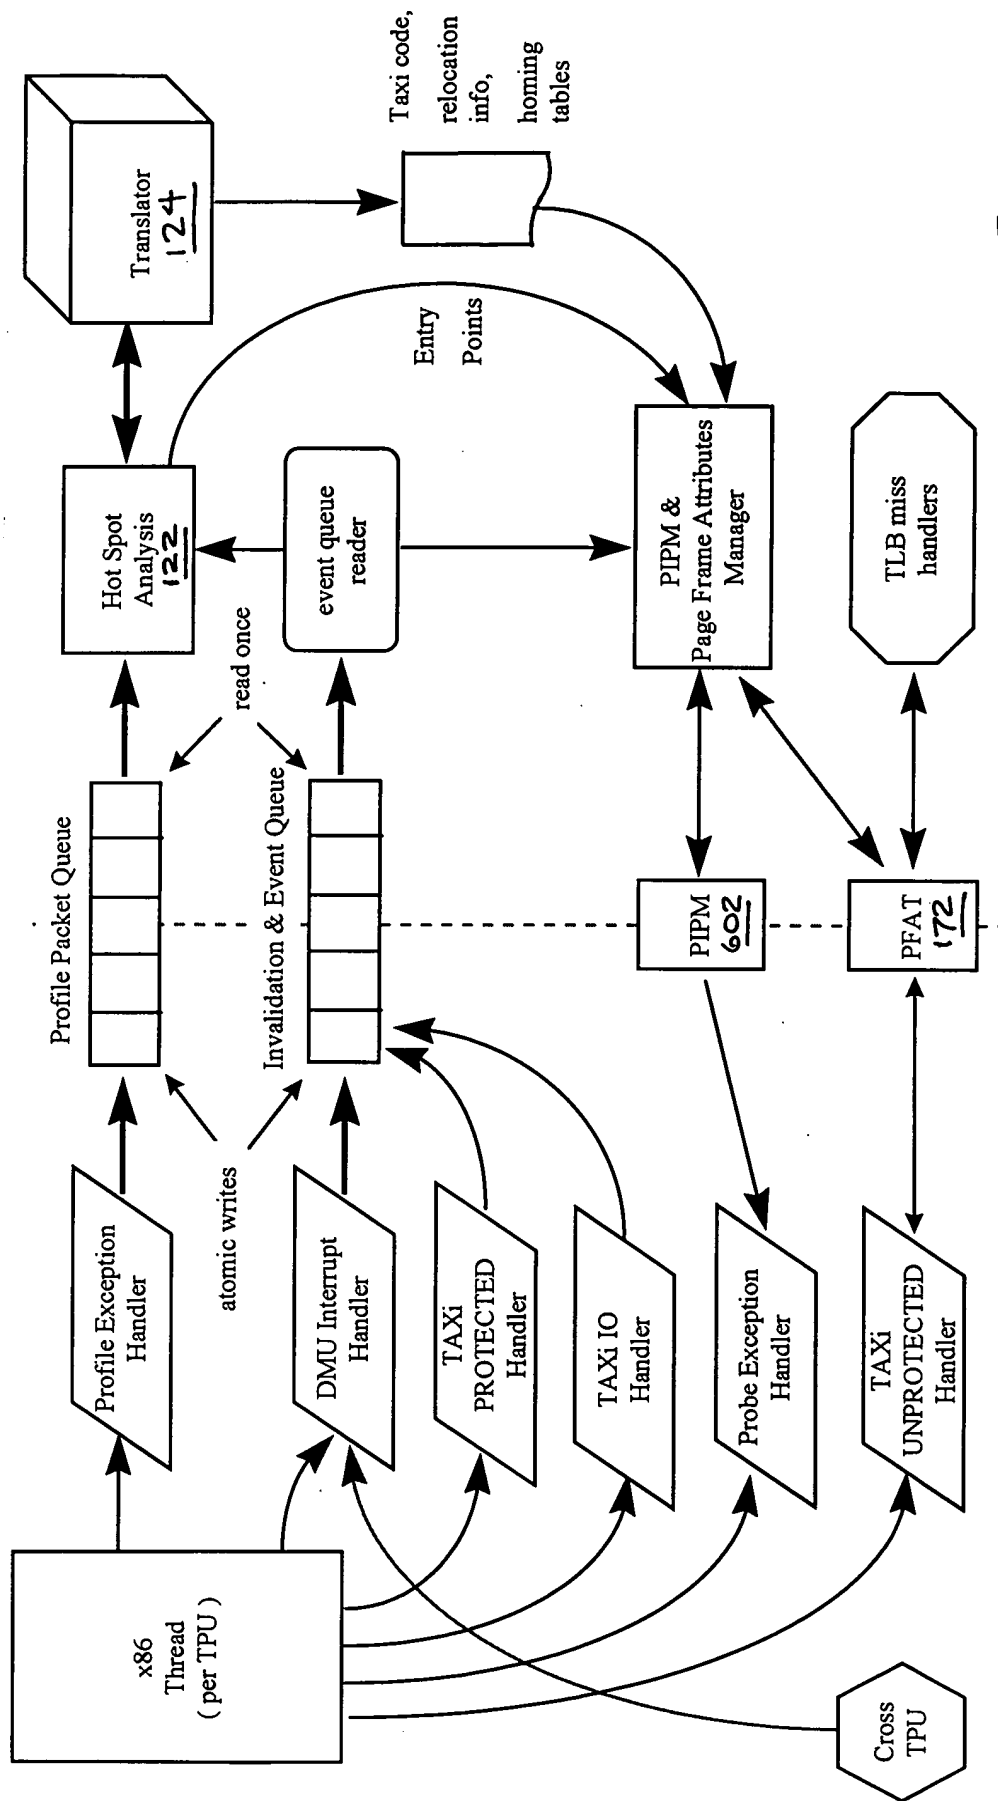 x86
Thread
( per TPU )
Cross
TPU
Profile Exception
Handler
atomic writes
DMU Interrupt
Handler
TAXi
PROTECTED
Handler
TAXi IO
Handler
Probe Exception
Handler
TAXi
UNPROTECTED
Handler
Profile Packet Queue
Invalidation & Event Queue
read once
PIPM
602
PFAT
172
Hot Spot
Analysis
122
event queue
reader
PIPM &
Page Frame Attributes
Manager
TLB miss
handlers
Entry
Points
Translator
124
Taxi code,
relocation
info,
homing
tables